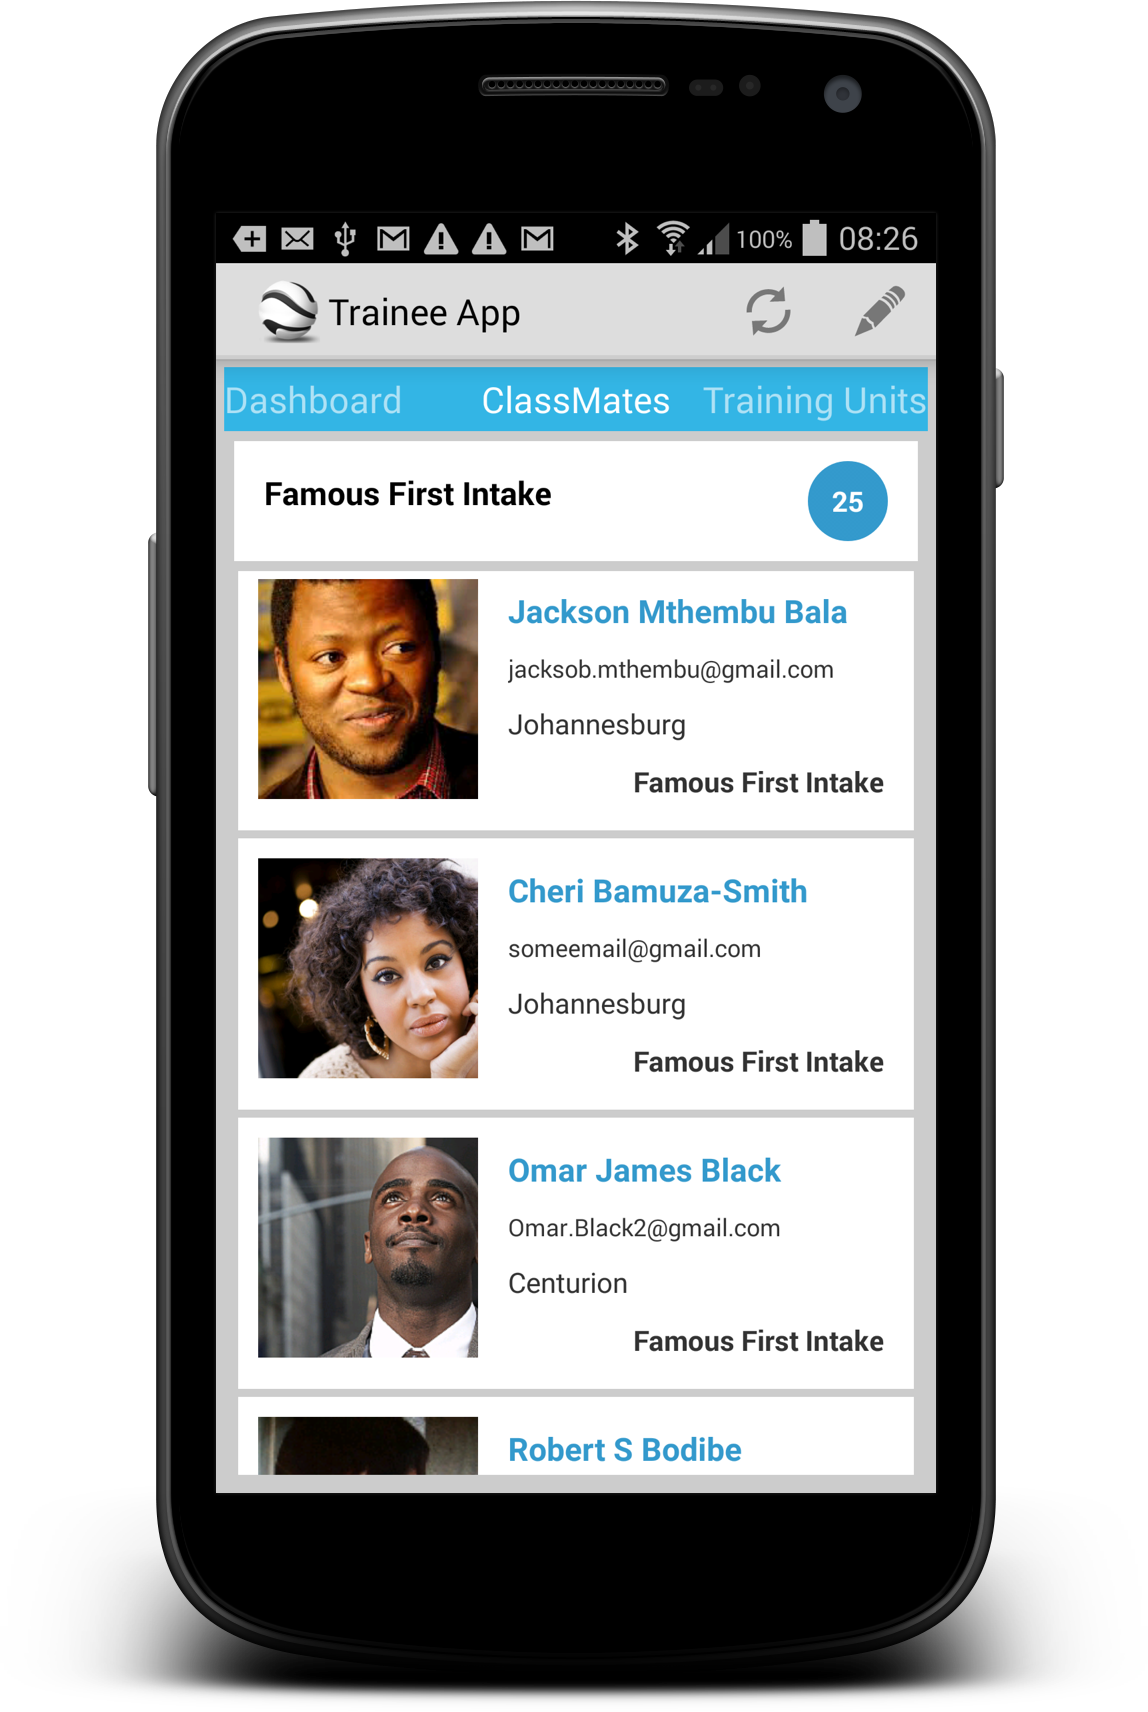 100% 08:26
Trainee App
Dashboard ClassMates Training Units
Famous First Intake 25
Jackson Mthembu Bala
jacksob.mthembu@gmail.com
Johannesburg
Famous First Intake
Cheri Bamuza-Smith
someemail@gmail.com
Johannesburg
Famous First Intake
Omar James Black
Omar.Black2@gmail.com
Centurion
Famous First Intake
Robert S Bodibe